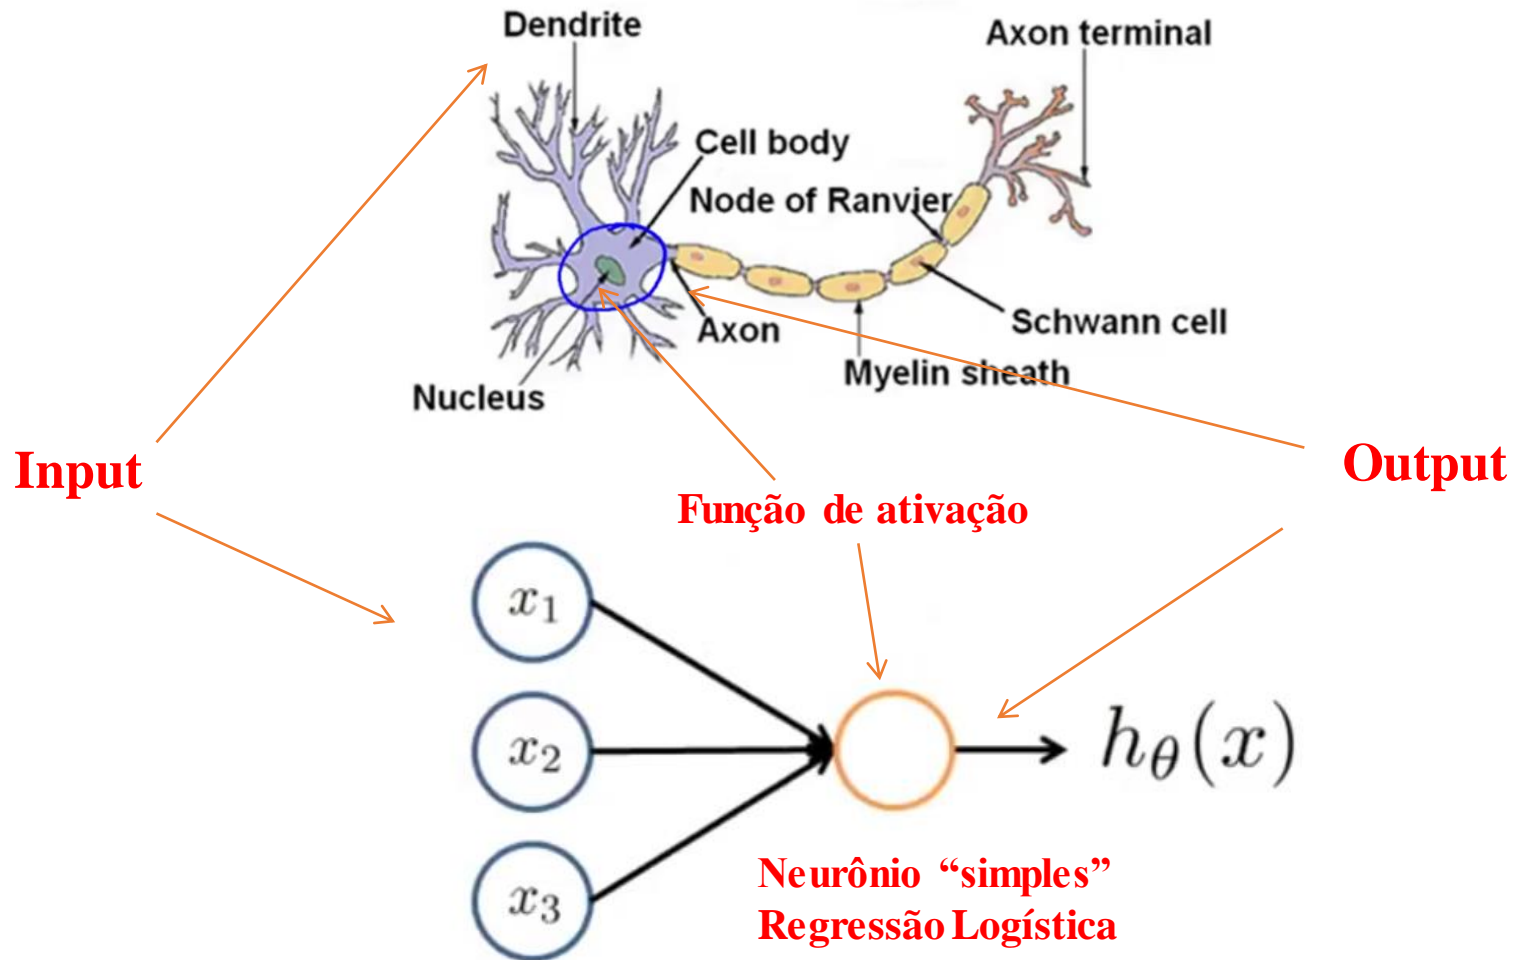 Dendrite
Axon terminal
Cell body
Node of Ranvier
Axon
Schwann cell
Myelin sheath
Nucleus
Input
Output
Função de ativação
x₁
x₂
x₃
hθ(x)
Neurônio “simples”
Regressão Logística